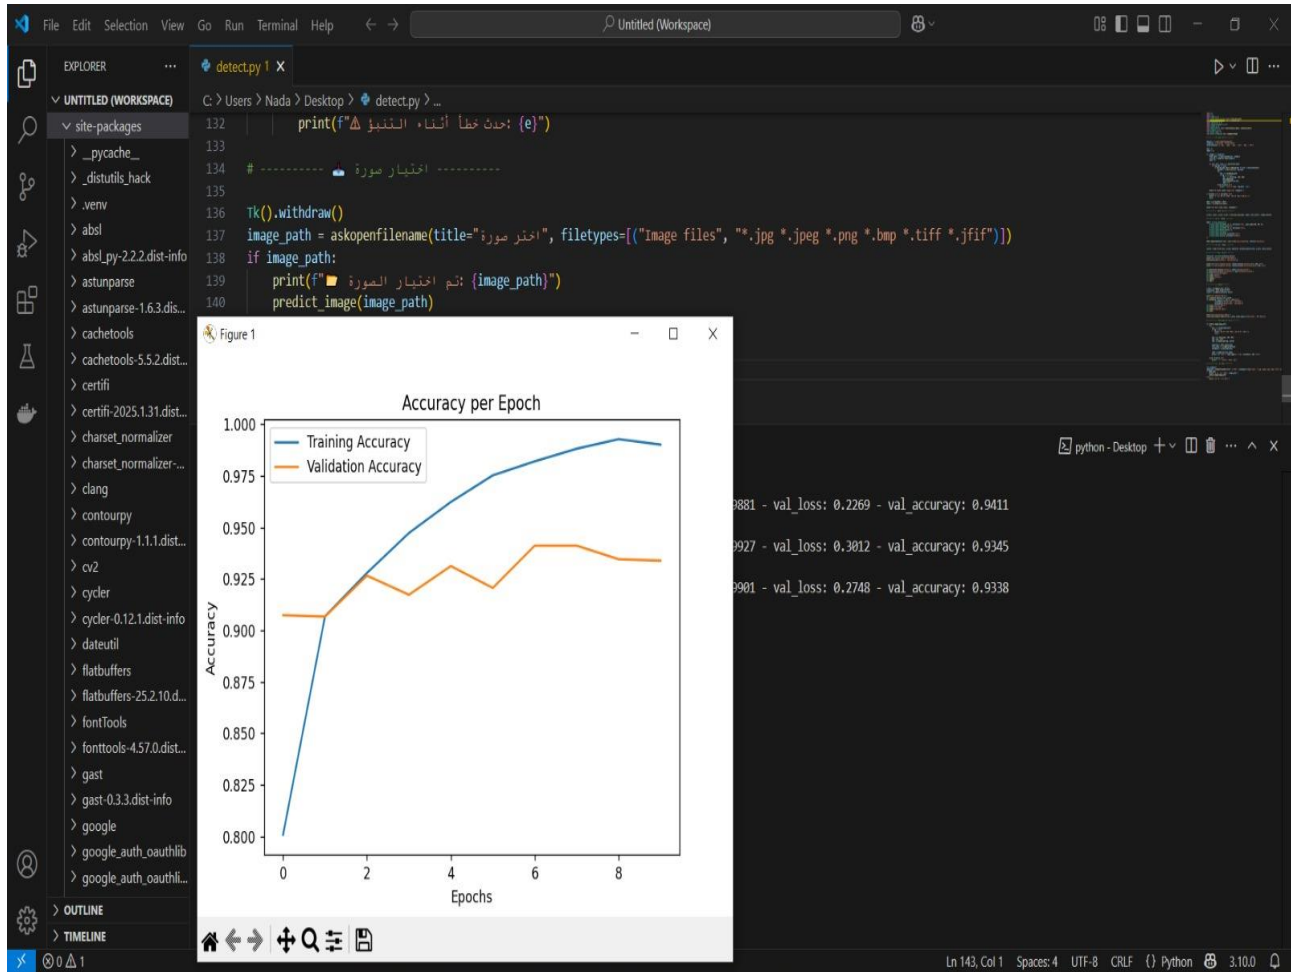 File Edit Selection View Go Run Terminal Help
Untitled (Workspace)
EXPLORER
detect.py 1
UNTITLED (WORKSPACE)
C: > Users > Nada > Desktop > detect.py > ...
site-packages
__pycache__
_distutils_hack
.venv
absl
absl_py-2.2.2.dist-info
astunparse
astunparse-1.6.3.dis...
cachetools
cachetools-5.5.2.dist...
certifi
certifi-2025.1.31.dist...
charset_normalizer
charset_normalizer-...
clang
contourpy
contourpy-1.1.1.dist...
cv2
cycler
cycler-0.12.1.dist-info
dateutil
flatbuffers
flatbuffers-25.2.10.d...
fontTools
fonttools-4.57.0.dist...
gast
gast-0.3.3.dist-info
google
google_auth_oauthlib
google_auth_oauthli...
OUTLINE
TIMELINE
132 print(f"⚠ حدث خطأ أثناء التنبؤ: {e}")
133
134 # ---------- 📥 اختيار صورة ----------
135
136 Tk().withdraw()
137 image_path = askopenfilename(title="اختر صورة", filetypes=[("Image files", "*.jpg *.jpeg *.png *.bmp *.tiff *.jfif")])
138 if image_path:
139 print(f"📁 تم اختيار الصورة: {image_path}")
140 predict_image(image_path)
Figure 1
Accuracy per Epoch
Training Accuracy
Validation Accuracy
1.000
0.975
0.950
0.925
0.900
0.875
0.850
0.825
0.800
Accuracy
0 2 4 6 8
Epochs
python - Desktop
9881 - val_loss: 0.2269 - val_accuracy: 0.9411
9927 - val_loss: 0.3012 - val_accuracy: 0.9345
9901 - val_loss: 0.2748 - val_accuracy: 0.9338
0 1
Ln 143, Col 1 Spaces: 4 UTF-8 CRLF {} Python 3.10.0